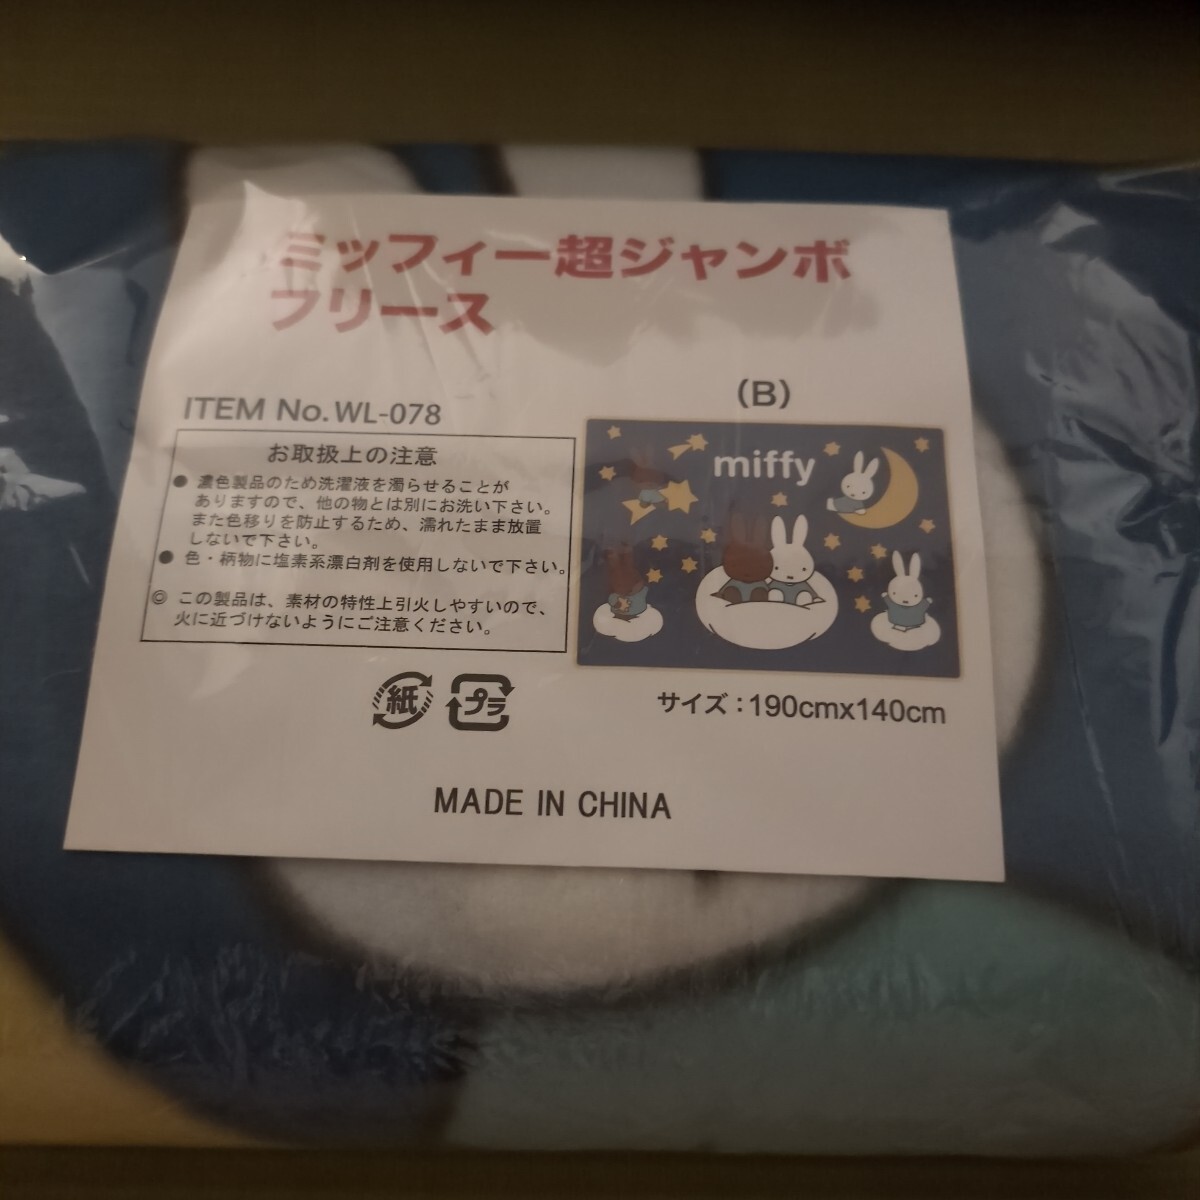 ミッフィー超ジャンボ
フリース
ITEM No.WL-078
お取扱上の注意
● 濃色製品のため洗濯液を濁らせることが
ありますので、他の物とは別にお洗い下さい。
また色移りを防止するため、濡れたまま放置
しないで下さい。
● 色・柄物に塩素系漂白剤を使用しないで下さい。
◎ この製品は、素材の特性上引火しやすいので、
火に近づけないようにご注意ください。
紙 プラ
(B)
miffy
サイズ：190cmx140cm
MADE IN CHINA